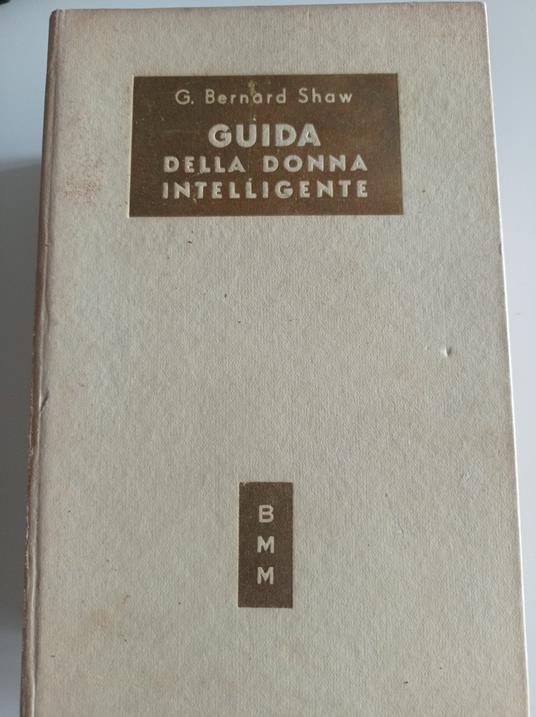 G. Bernard Shaw
GUIDA
DELLA DONNA
INTELLIGENTE
B
M
M